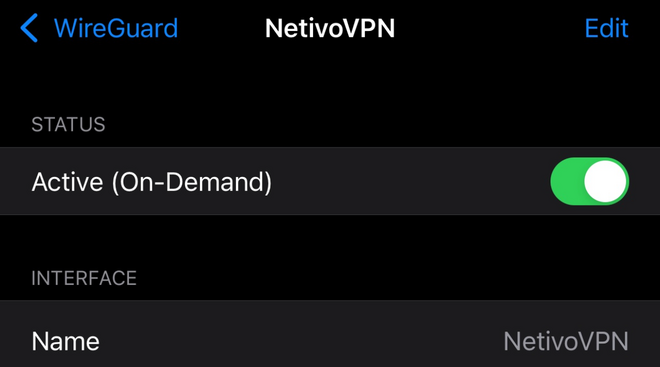 WireGuard NetivoVPN Edit
STATUS
Active (On-Demand)
INTERFACE
Name NetivoVPN